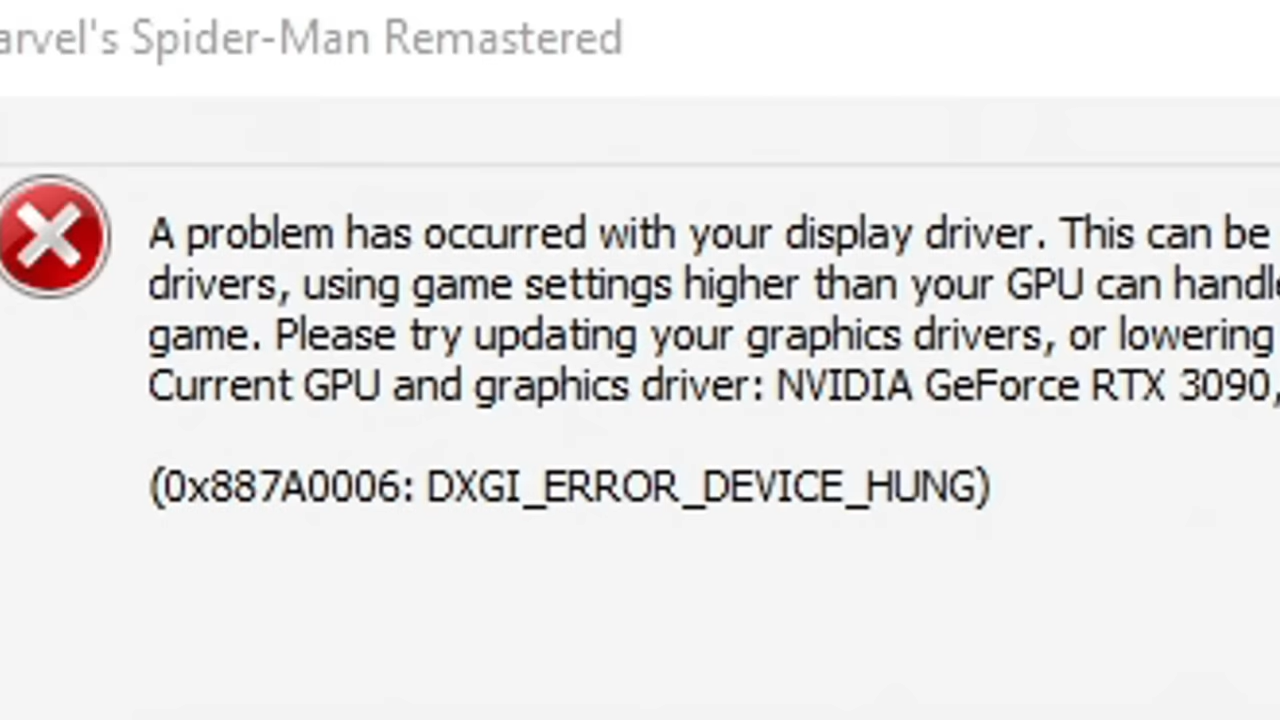 arvel's Spider-Man Remastered
A problem has occurred with your display driver. This can be
drivers, using game settings higher than your GPU can handle
game. Please try updating your graphics drivers, or lowering
Current GPU and graphics driver: NVIDIA GeForce RTX 3090,
(0x887A0006: DXGI_ERROR_DEVICE_HUNG)